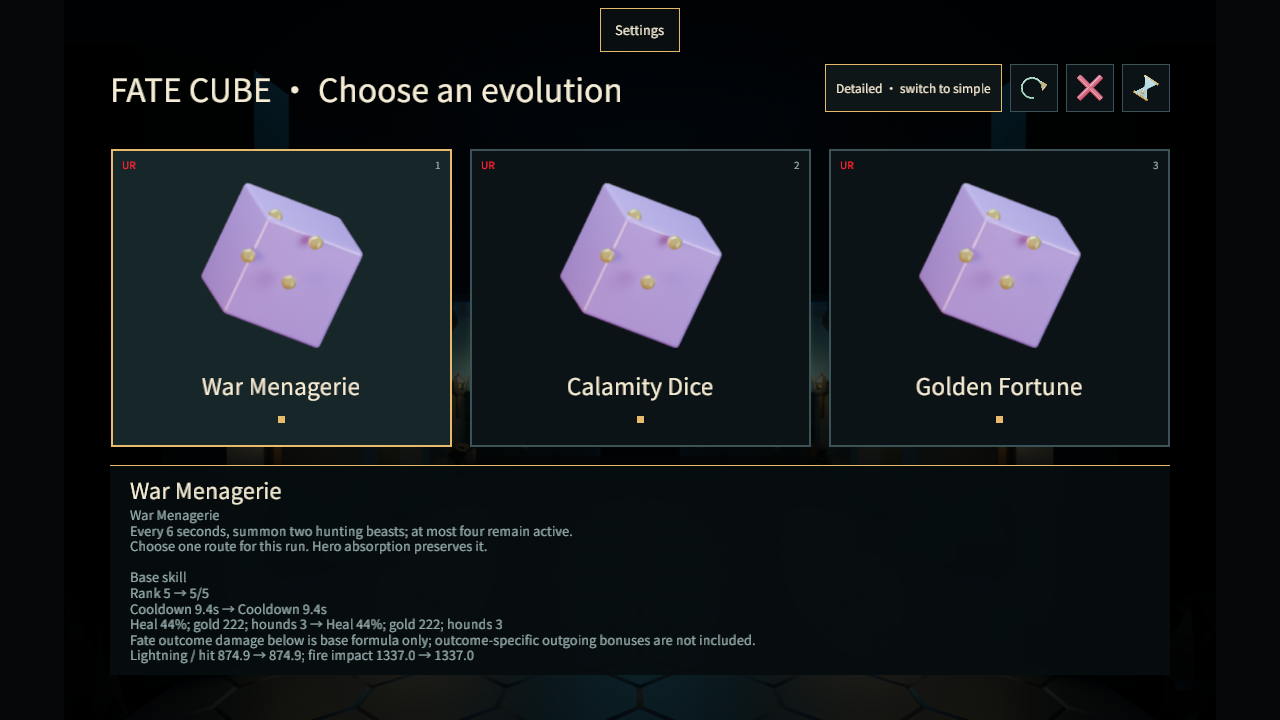 Settings
FATE CUBE • Choose an evolution
Detailed • switch to simple
UR 1
War Menagerie
UR 2
Calamity Dice
UR 3
Golden Fortune
War Menagerie
War Menagerie
Every 6 seconds, summon two hunting beasts; at most four remain active.
Choose one route for this run. Hero absorption preserves it.
Base skill
Rank 5 → 5/5
Cooldown 9.4s → Cooldown 9.4s
Heal 44%; gold 222; hounds 3 → Heal 44%; gold 222; hounds 3
Fate outcome damage below is base formula only; outcome-specific outgoing bonuses are not included.
Lightning / hit 874.9 → 874.9; fire impact 1337.0 → 1337.0